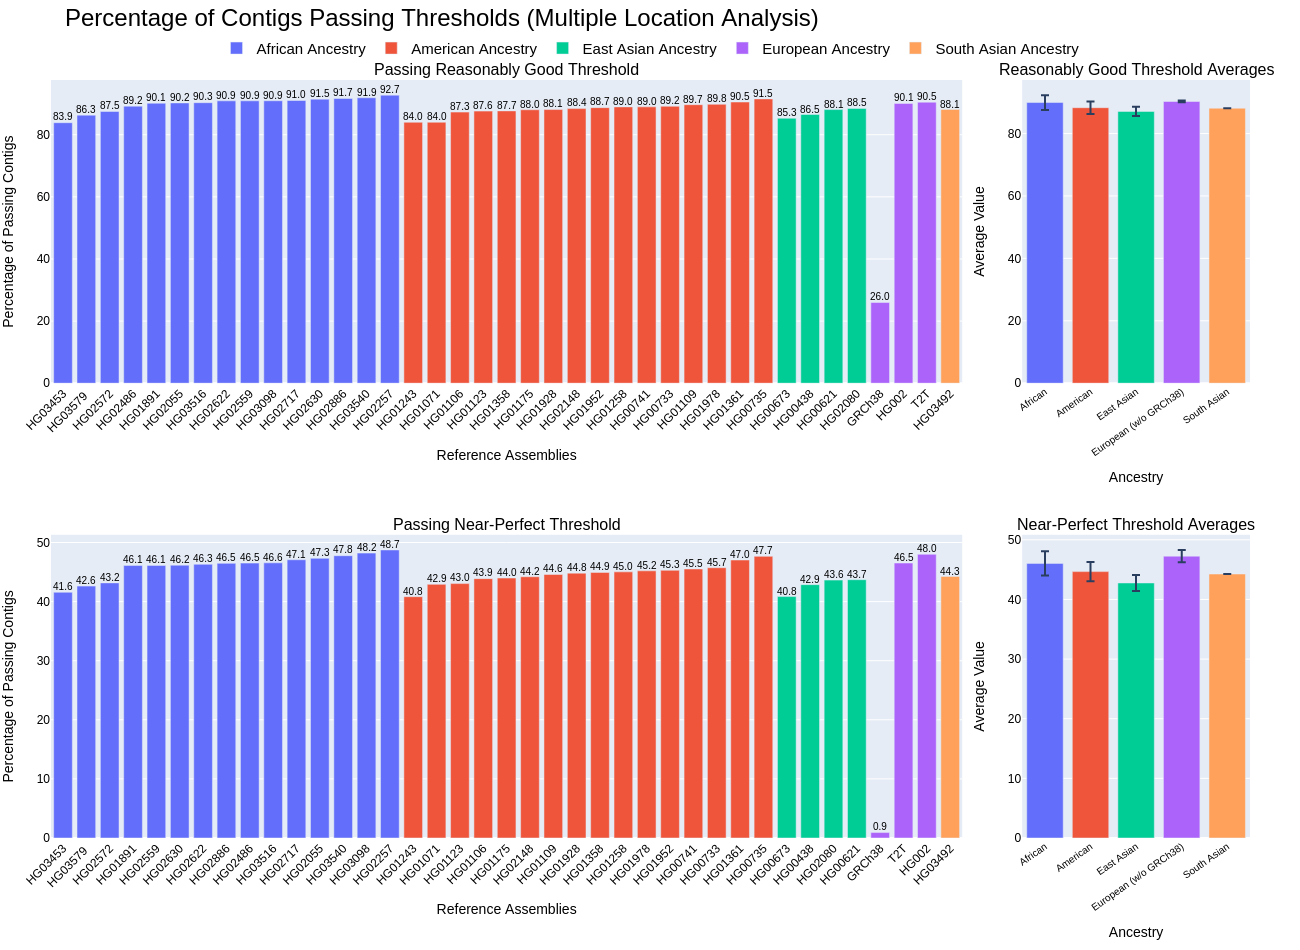 Percentage of Contigs Passing Thresholds (Multiple Location Analysis)
African Ancestry American Ancestry East Asian Ancestry European Ancestry South Asian Ancestry
Passing Reasonably Good Threshold
Percentage of Passing Contigs
80
60
40
20
0
83.9 86.3 87.5 89.2 90.1 90.2 90.3 90.9 90.9 90.9 91.0 91.5 91.7 91.9 92.7 84.0 84.0 87.3 87.6 87.7 88.0 88.1 88.4 88.7 89.0 89.0 89.2 89.7 89.8 90.5 91.5 85.3 86.5 88.1 88.5 26.0 90.1 90.5 88.1
HG03453 HG03579 HG02572 HG02486 HG01891 HG02055 HG03516 HG02622 HG02559 HG03098 HG02717 HG02630 HG02886 HG03540 HG02257 HG01243 HG01071 HG01106 HG01123 HG01358 HG01175 HG01928 HG02148 HG01952 HG01258 HG00741 HG00733 HG01109 HG01978 HG01361 HG00735 HG00673 HG00438 HG00621 HG02080 GRCh38 HG002 T2T HG03492
Reference Assemblies
Reasonably Good Threshold Averages
Average Value
80
60
40
20
0
African American East Asian European (w/o GRCh38) South Asian
Ancestry
Passing Near-Perfect Threshold
Percentage of Passing Contigs
50
40
30
20
10
0
41.6 42.6 43.2 46.1 46.1 46.2 46.3 46.5 46.5 46.6 47.1 47.3 47.8 48.2 48.7 40.8 42.9 43.0 43.9 44.0 44.2 44.6 44.8 44.9 45.0 45.2 45.3 45.5 45.7 47.0 47.7 40.8 42.9 43.6 43.7 0.9 46.5 48.0 44.3
HG03453 HG03579 HG02572 HG01891 HG02559 HG02630 HG02622 HG02886 HG02486 HG03516 HG02717 HG02055 HG03540 HG03098 HG02257 HG01243 HG01071 HG01123 HG01106 HG01175 HG02148 HG01109 HG01928 HG01358 HG01258 HG01978 HG01952 HG00741 HG00733 HG01361 HG00735 HG00673 HG00438 HG02080 HG00621 GRCh38 T2T HG002 HG03492
Reference Assemblies
Near-Perfect Threshold Averages
Average Value
50
40
30
20
10
0
African American East Asian European (w/o GRCh38) South Asian
Ancestry